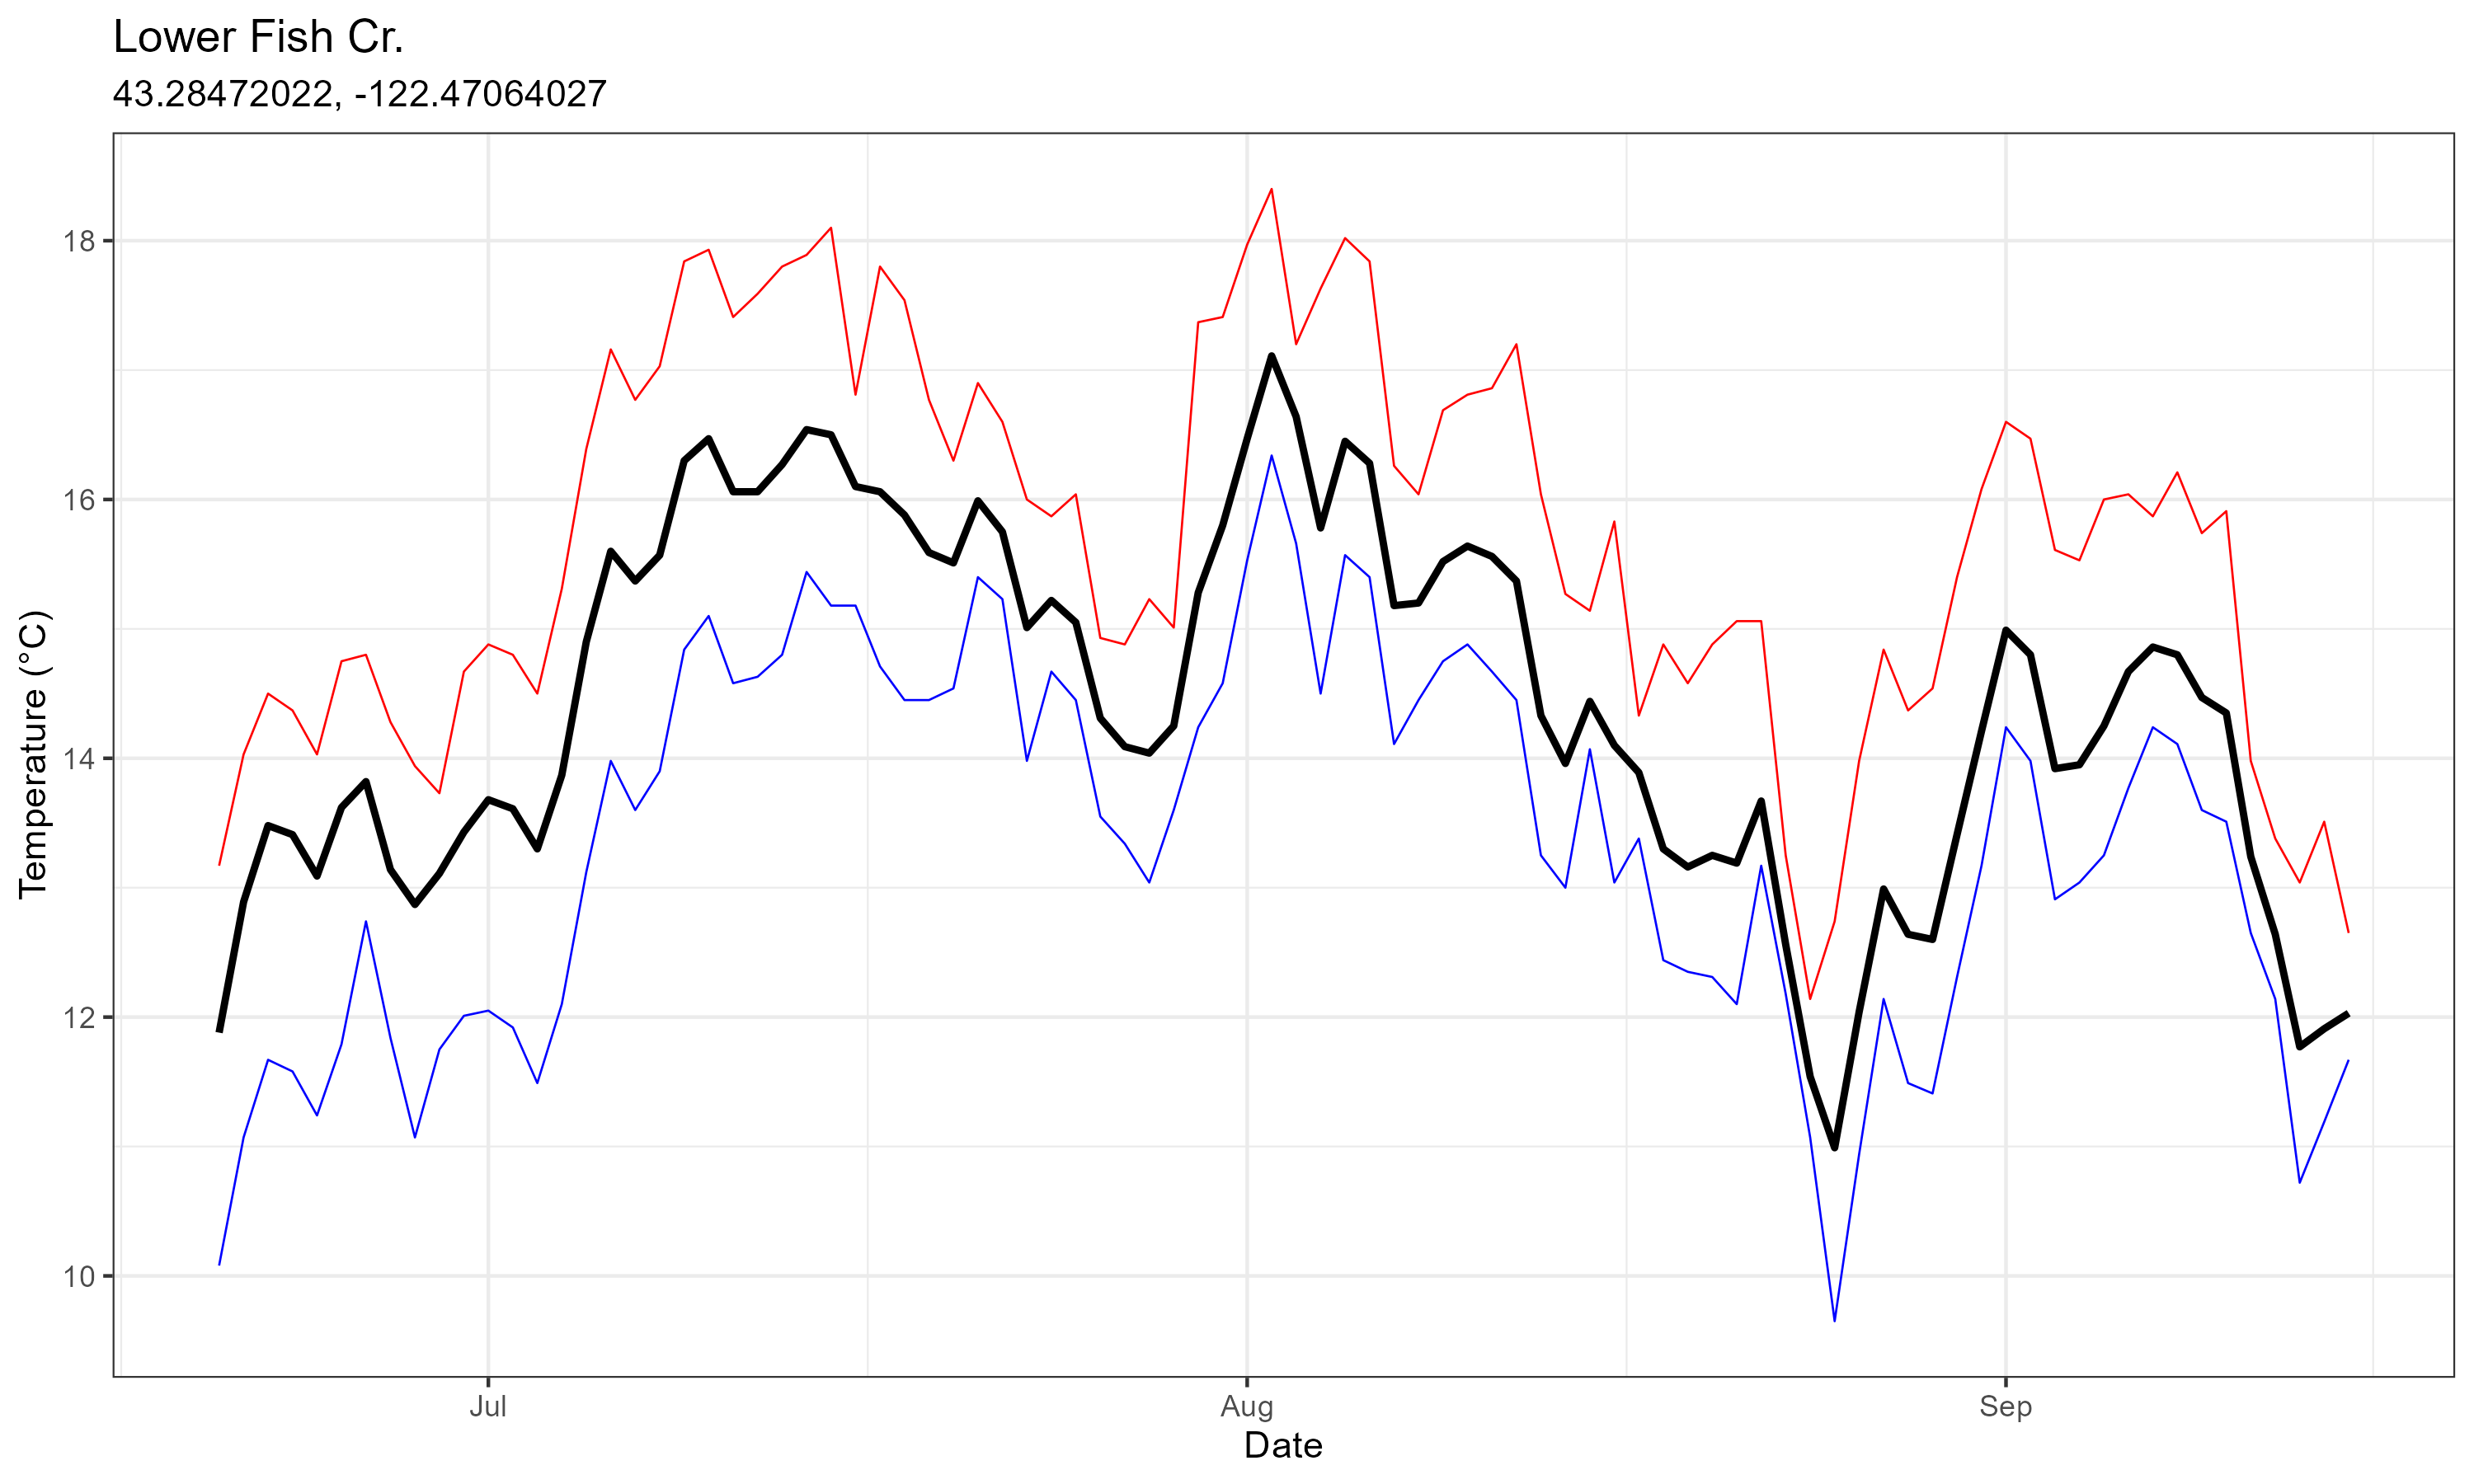 Lower Fish Cr.
43.28472022, -122.47064027
Temperature (°C)
18
16
14
12
10
Jul Aug Sep
Date